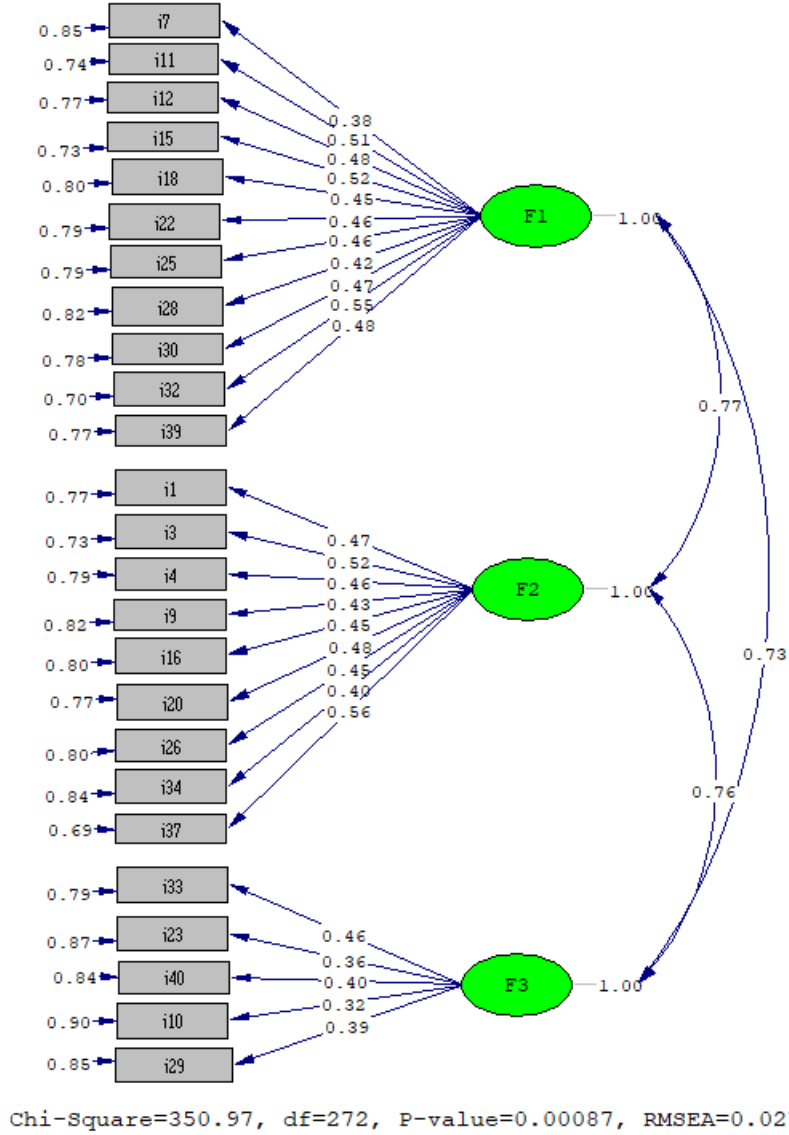 0.85 i7
0.74 i11
0.77 i12
0.73 i15
0.80 i18
0.79 i22
0.79 i25
0.82 i28
0.78 i30
0.70 i32
0.77 i39
0.38
0.51
0.48
0.52
0.45
0.46
0.46
0.42
0.47
0.55
0.48
F1 1.00
0.77
0.77 i1
0.73 i3
0.79 i4
0.82 i9
0.80 i16
0.77 i20
0.80 i26
0.84 i34
0.69 i37
0.47
0.52
0.46
0.43
0.45
0.48
0.45
0.40
0.56
F2 1.00
0.73
0.76
0.79 i33
0.87 i23
0.84 i40
0.90 i10
0.85 i29
0.46
0.36
0.40
0.32
0.39
F3 1.00
Chi-Square=350.97, df=272, P-value=0.00087, RMSEA=0.02